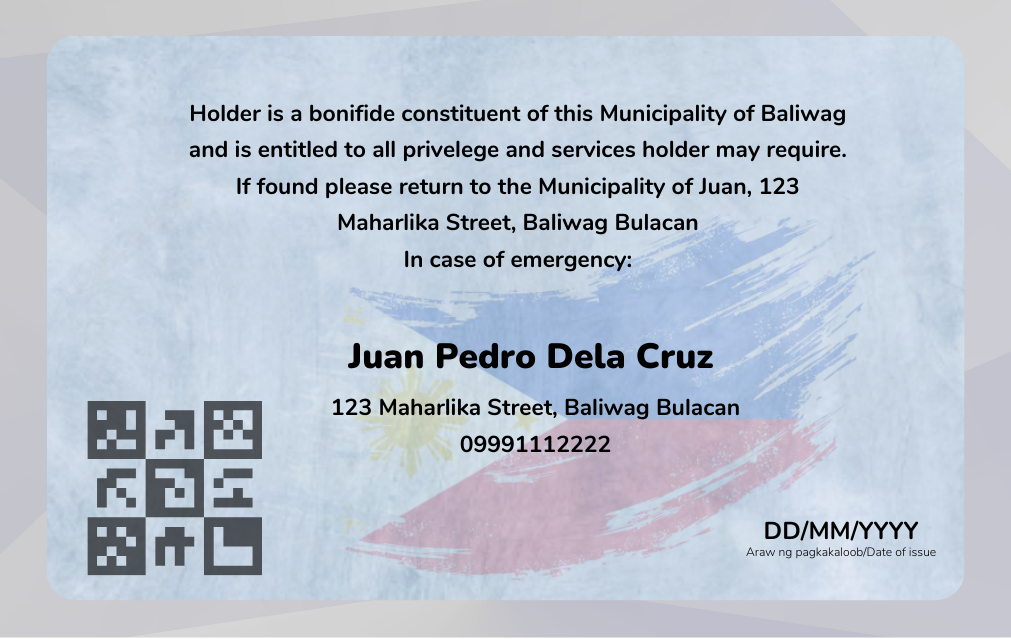 Holder is a bonifide constituent of this Municipality of Baliwag
and is entitled to all privelege and services holder may require.
If found please return to the Municipality of Juan, 123
Maharlika Street, Baliwag Bulacan
In case of emergency:
Juan Pedro Dela Cruz
123 Maharlika Street, Baliwag Bulacan
09991112222
DD/MM/YYYY
Araw ng pagkakaloob/Date of issue